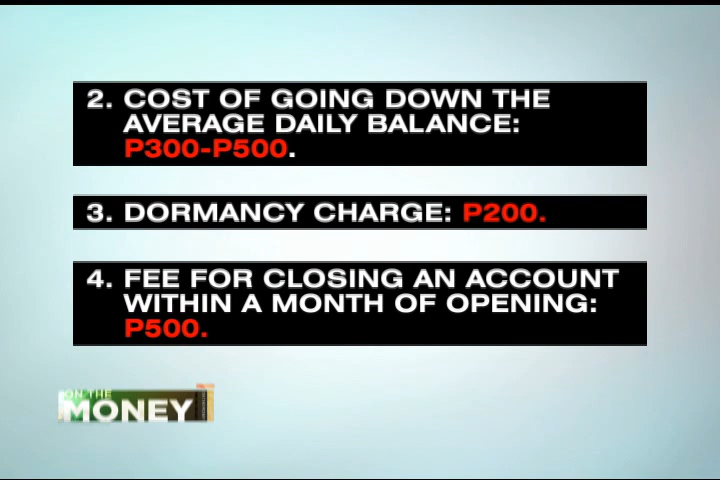 2. COST OF GOING DOWN THE
AVERAGE DAILY BALANCE:
P300-P500.
3. DORMANCY CHARGE: P200.
4. FEE FOR CLOSING AN ACCOUNT
WITHIN A MONTH OF OPENING:
P500.
ON THE
MONEY